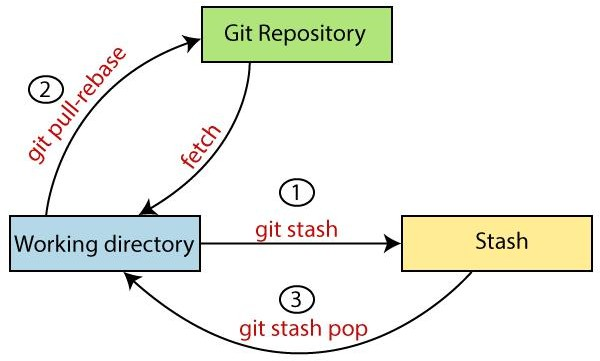 Git Repository
2
git pull-rebase
fetch
1
git stash
Working directory
Stash
3
git stash pop